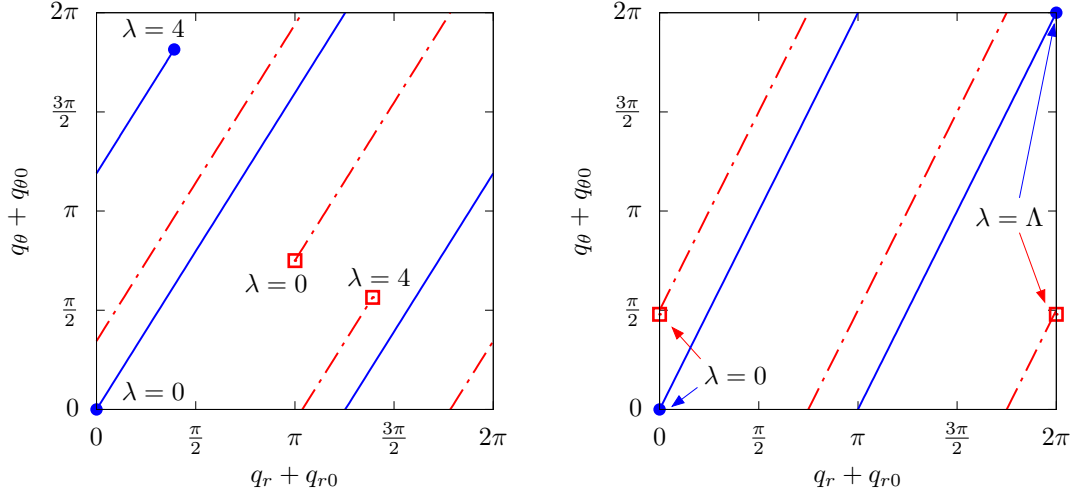 2π
λ = 4
3π/2
π
π/2
0
q_θ + q_θ0
λ = 0
λ = 4
λ = 0
0
π/2
π
3π/2
2π
q_r + q_r0
2π
3π/2
π
π/2
0
q_θ + q_θ0
λ = Λ
λ = 0
0
π/2
π
3π/2
2π
q_r + q_r0